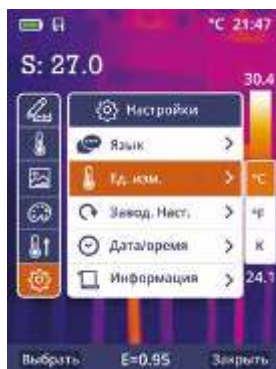 °C 21:47
S: 27.0
30.4
Настройки
Язык
Ед. изм.
°C
Завод. Наст.
°F
Дата/время
K
Информация
24.1
Выбрать E=0.95 Закрыть